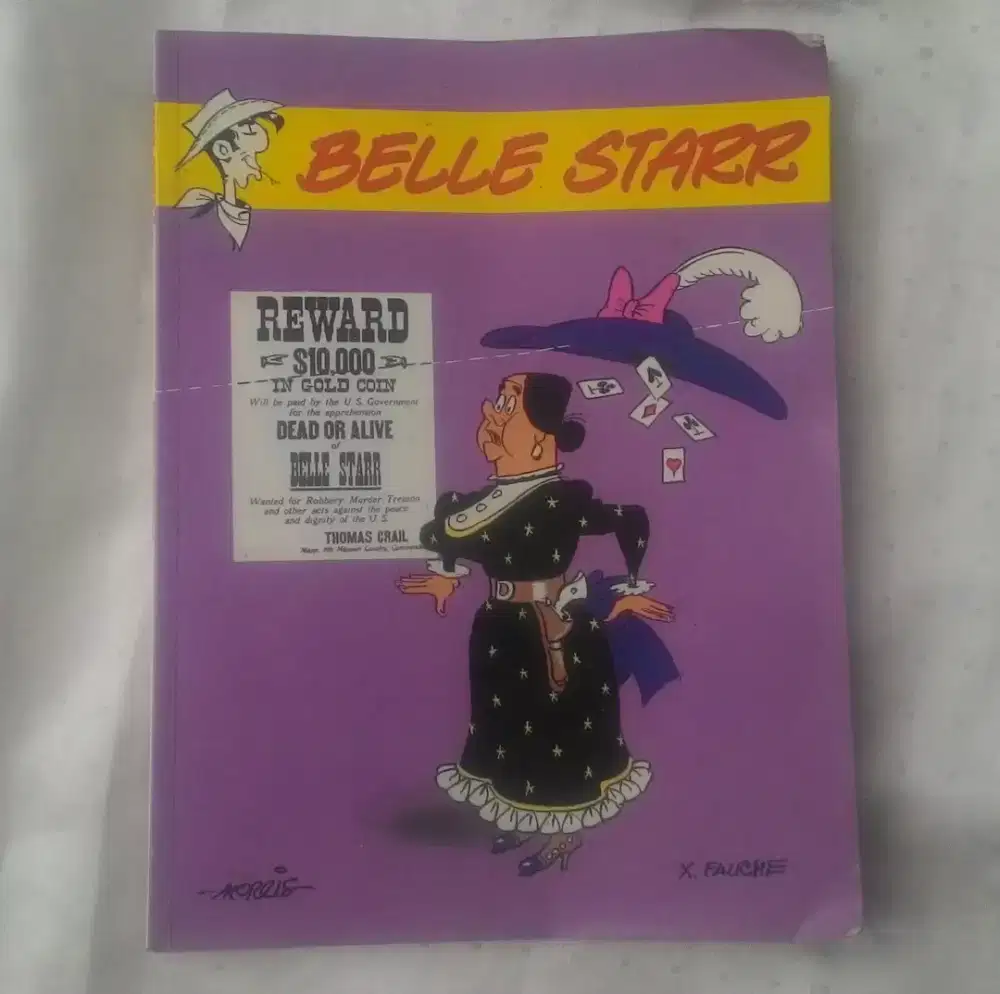 BELLE STARR
REWARD
$10,000
IN GOLD COIN
Will be paid by the U.S. Government
for the apprehension
DEAD OR ALIVE
of
BELLE STARR
Wanted for Robbery Murder Treason
and other acts against the peace
and dignity of the U.S.
THOMAS CRAIL
MORRIS
X. FAUCHE